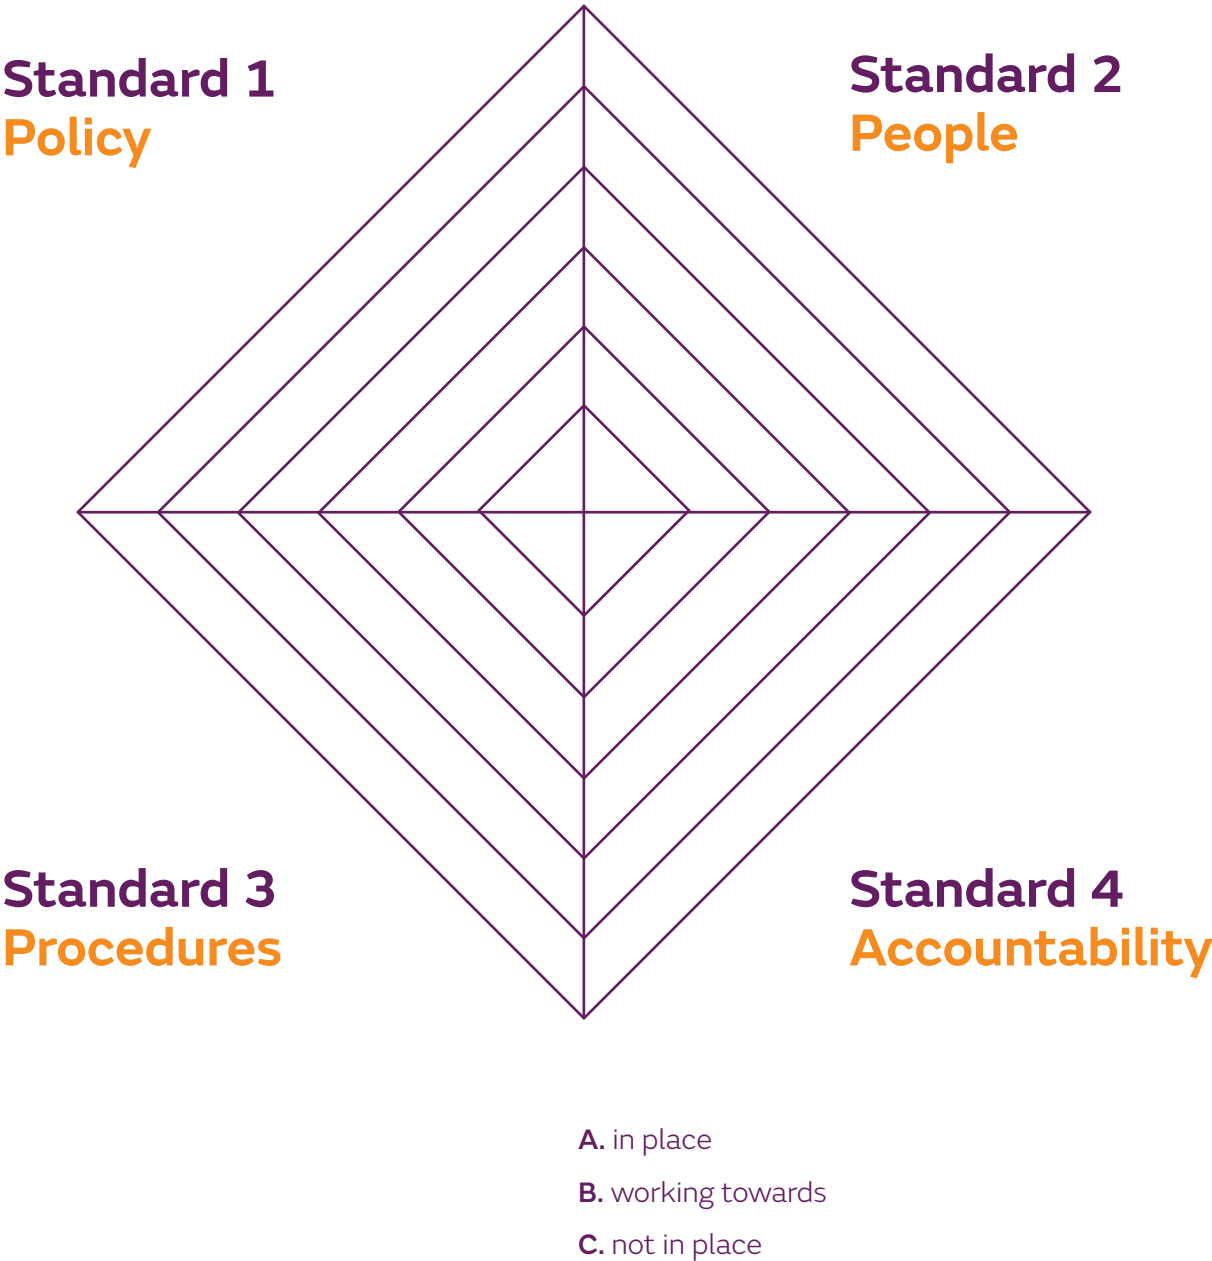 Standard 1
Policy
Standard 2
People
Standard 3
Procedures
Standard 4
Accountability
A. in place
B. working towards
C. not in place